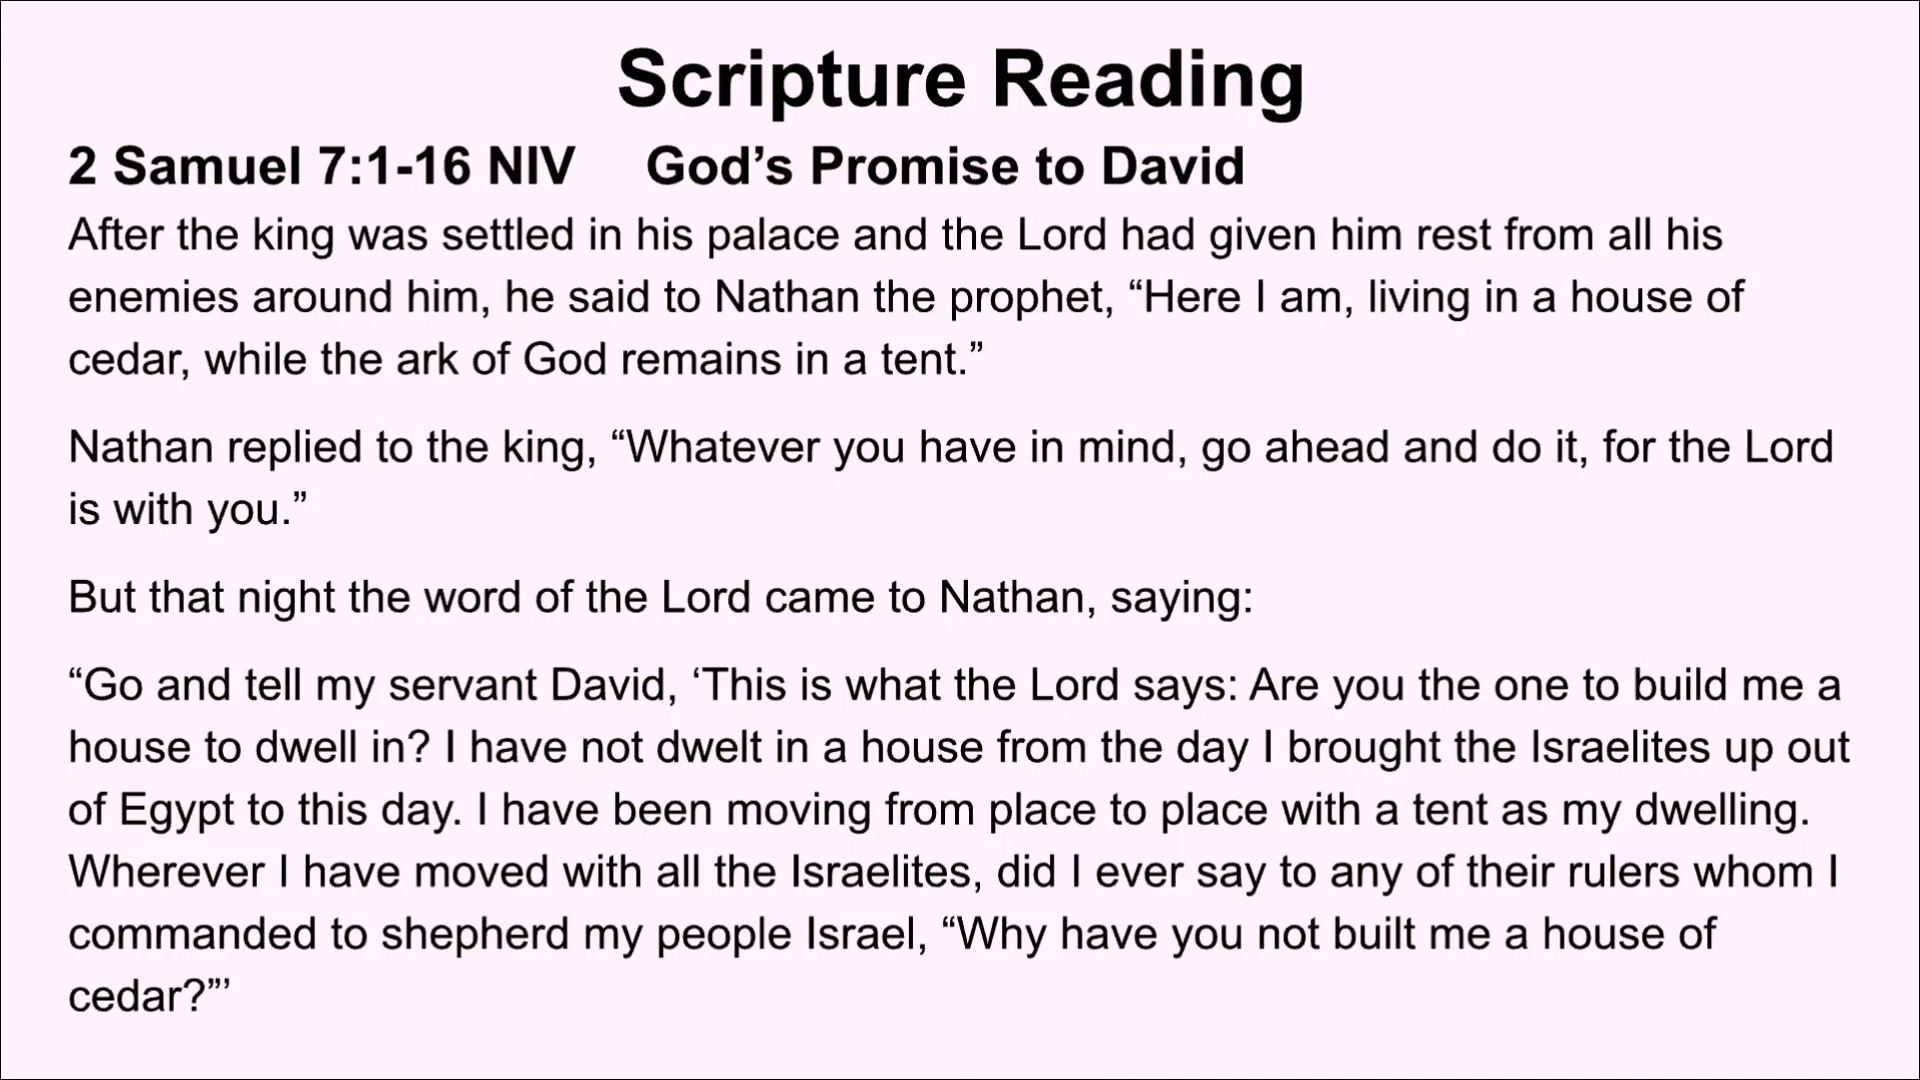 Scripture Reading
2 Samuel 7:1-16 NIV God’s Promise to David
After the king was settled in his palace and the Lord had given him rest from all his
enemies around him, he said to Nathan the prophet, “Here I am, living in a house of
cedar, while the ark of God remains in a tent.”
Nathan replied to the king, “Whatever you have in mind, go ahead and do it, for the Lord
is with you.”
But that night the word of the Lord came to Nathan, saying:
“Go and tell my servant David, ‘This is what the Lord says: Are you the one to build me a
house to dwell in? I have not dwelt in a house from the day I brought the Israelites up out
of Egypt to this day. I have been moving from place to place with a tent as my dwelling.
Wherever I have moved with all the Israelites, did I ever say to any of their rulers whom I
commanded to shepherd my people Israel, “Why have you not built me a house of
cedar?”’